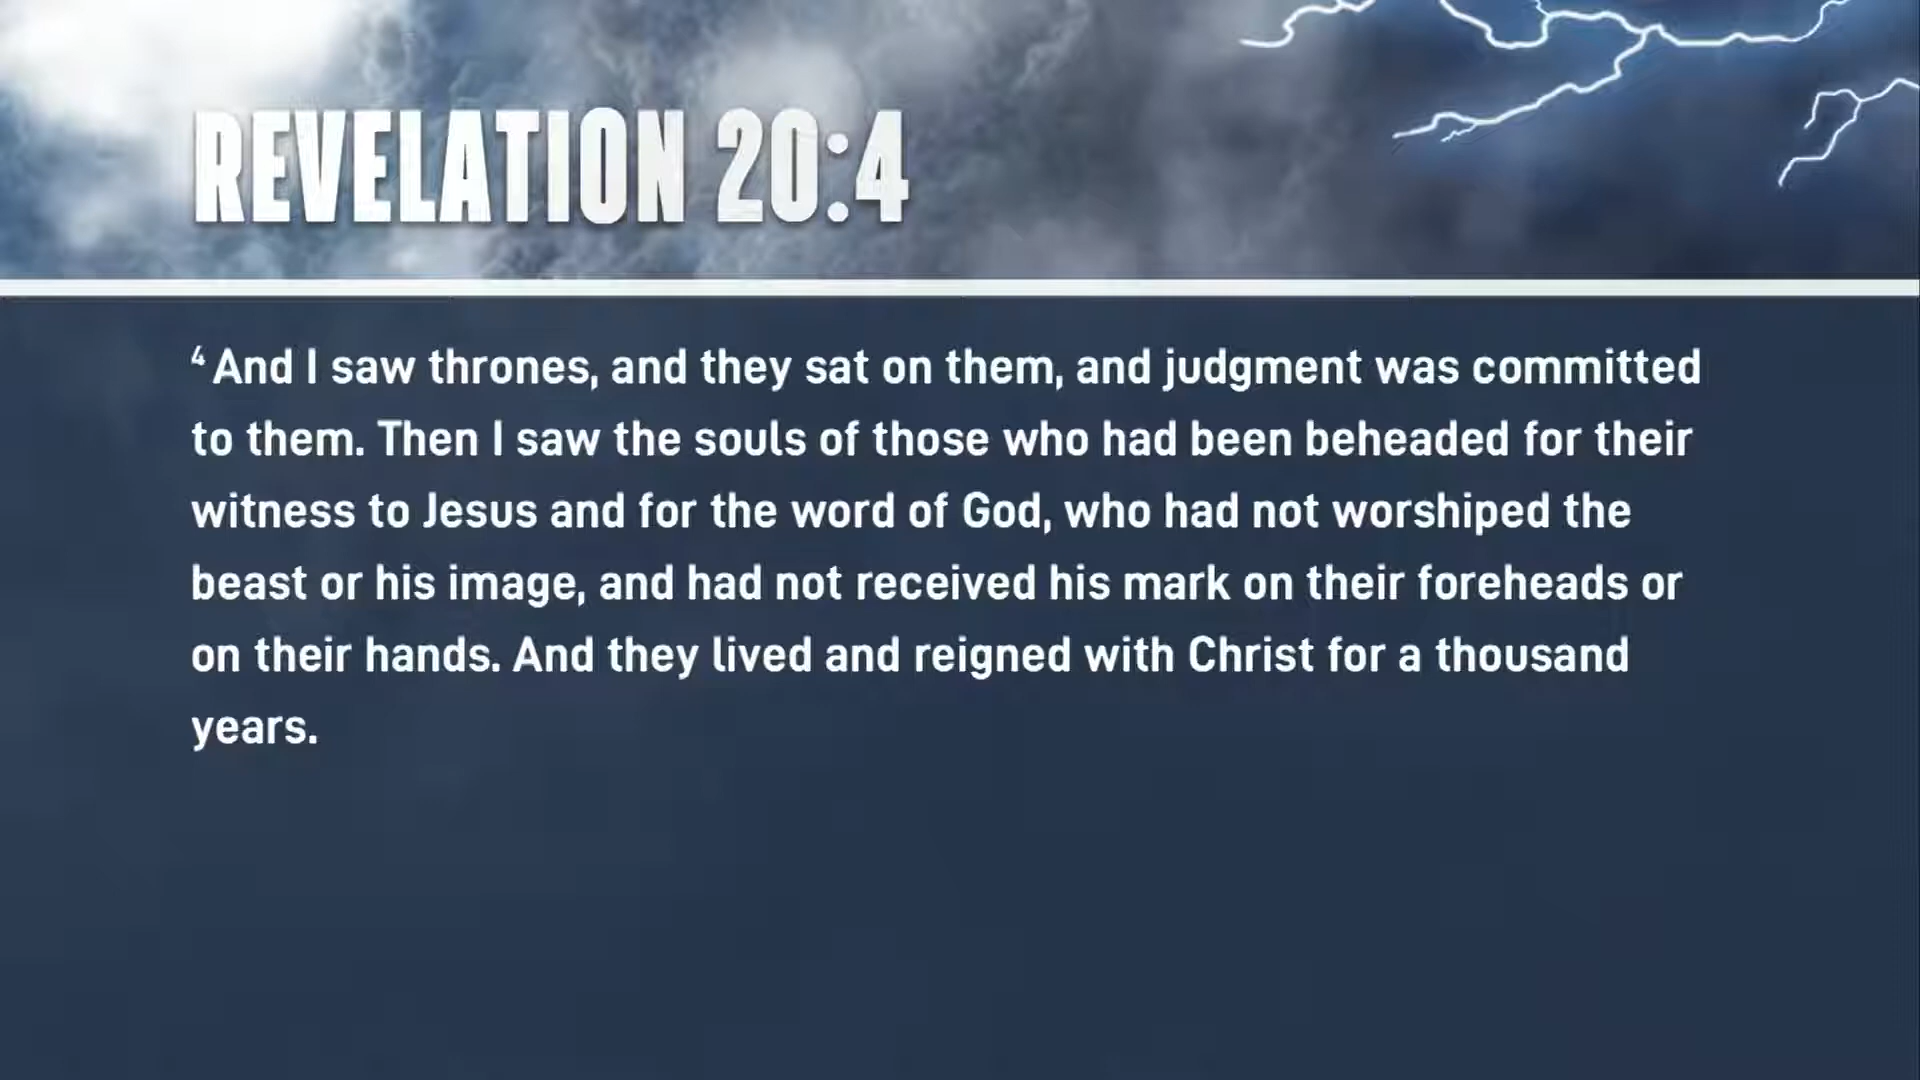 REVELATION 20:4
4 And I saw thrones, and they sat on them, and judgment was committed
to them. Then I saw the souls of those who had been beheaded for their
witness to Jesus and for the word of God, who had not worshiped the
beast or his image, and had not received his mark on their foreheads or
on their hands. And they lived and reigned with Christ for a thousand
years.